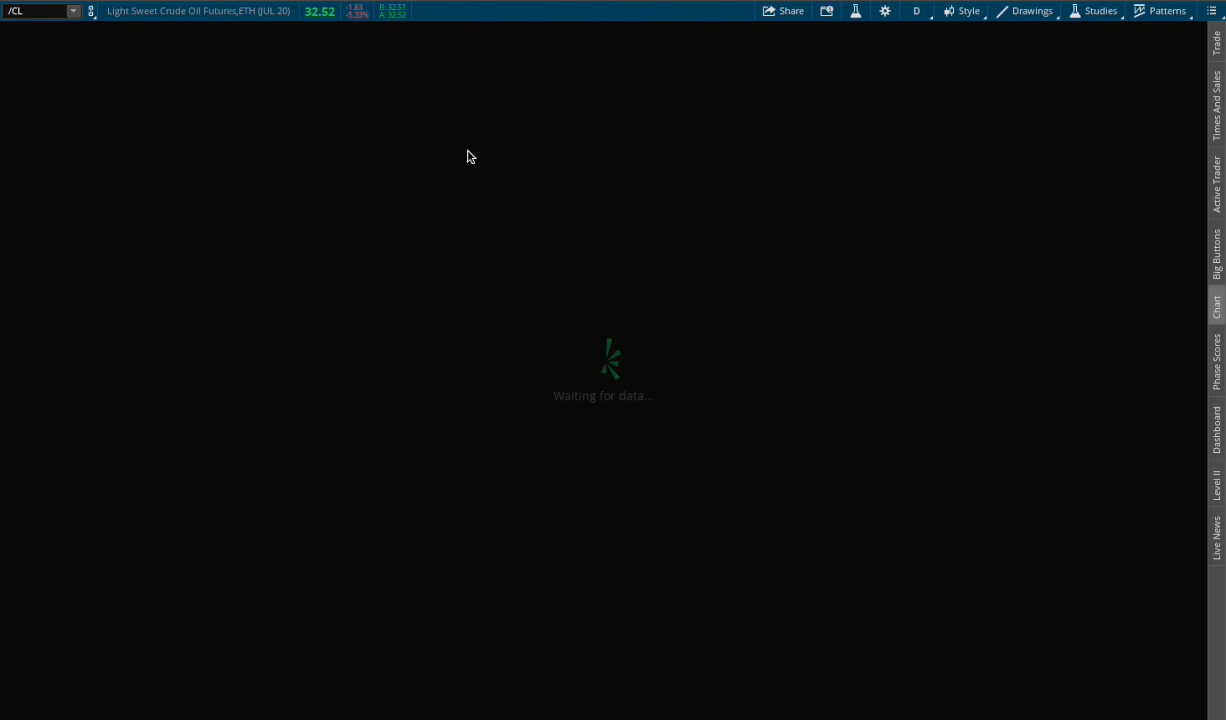 /CL
Light Sweet Crude Oil Futures,ETH (JUL 20)
32.52
-1.83
-5.33%
B: 32.51
A: 32.52
Share
D
Style
Drawings
Studies
Patterns
Trade
Times And Sales
Active Trader
Big Buttons
Chart
Phase Scores
Dashboard
Level II
Live News
Waiting for data...